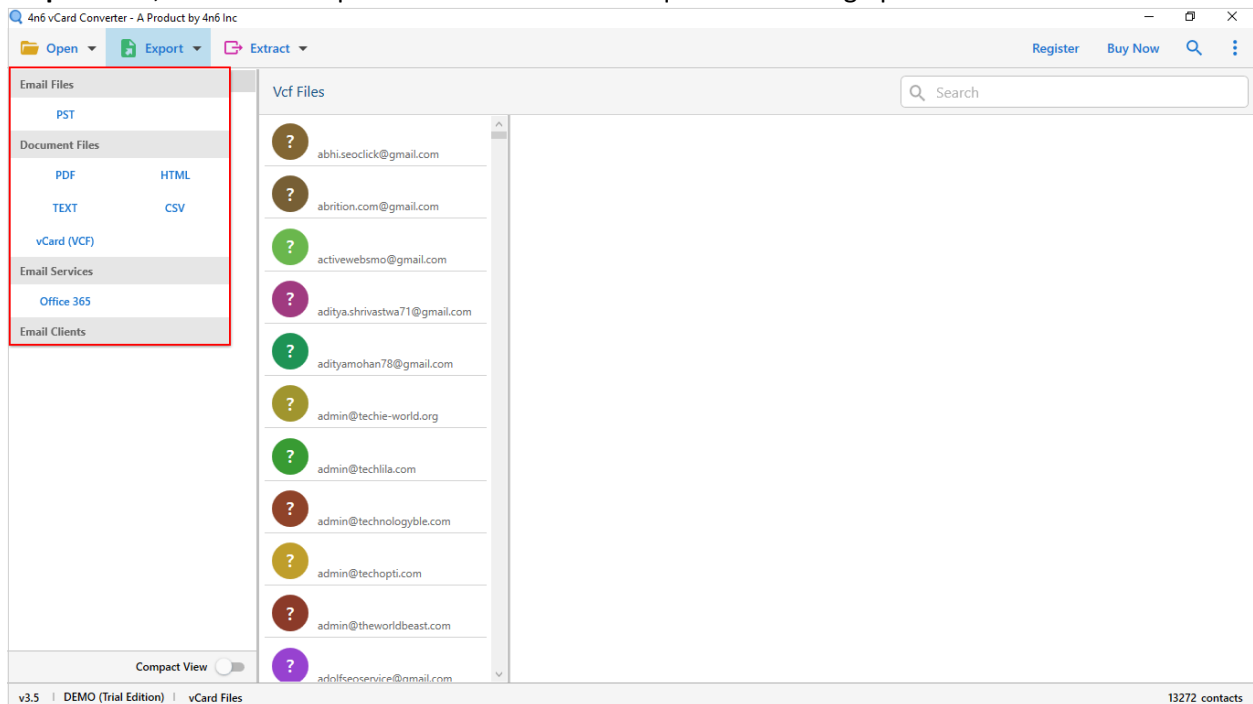 4n6 vCard Converter - A Product by 4n6 Inc
Open
Export
Extract
Register
Buy Now
Email Files
PST
Document Files
PDF HTML
TEXT CSV
vCard (VCF)
Email Services
Office 365
Email Clients
Vcf Files
Search
?
abhi.seoclick@gmail.com
?
abrition.com@gmail.com
?
activewebsmo@gmail.com
?
aditya.shrivastwa71@gmail.com
?
adityamohan78@gmail.com
?
admin@techie-world.org
?
admin@techlila.com
?
admin@technologyble.com
?
admin@techopti.com
?
admin@theworldbeast.com
?
adolfseoservice@gmail.com
Compact View
v3.5 | DEMO (Trial Edition) | vCard Files
13272 contacts